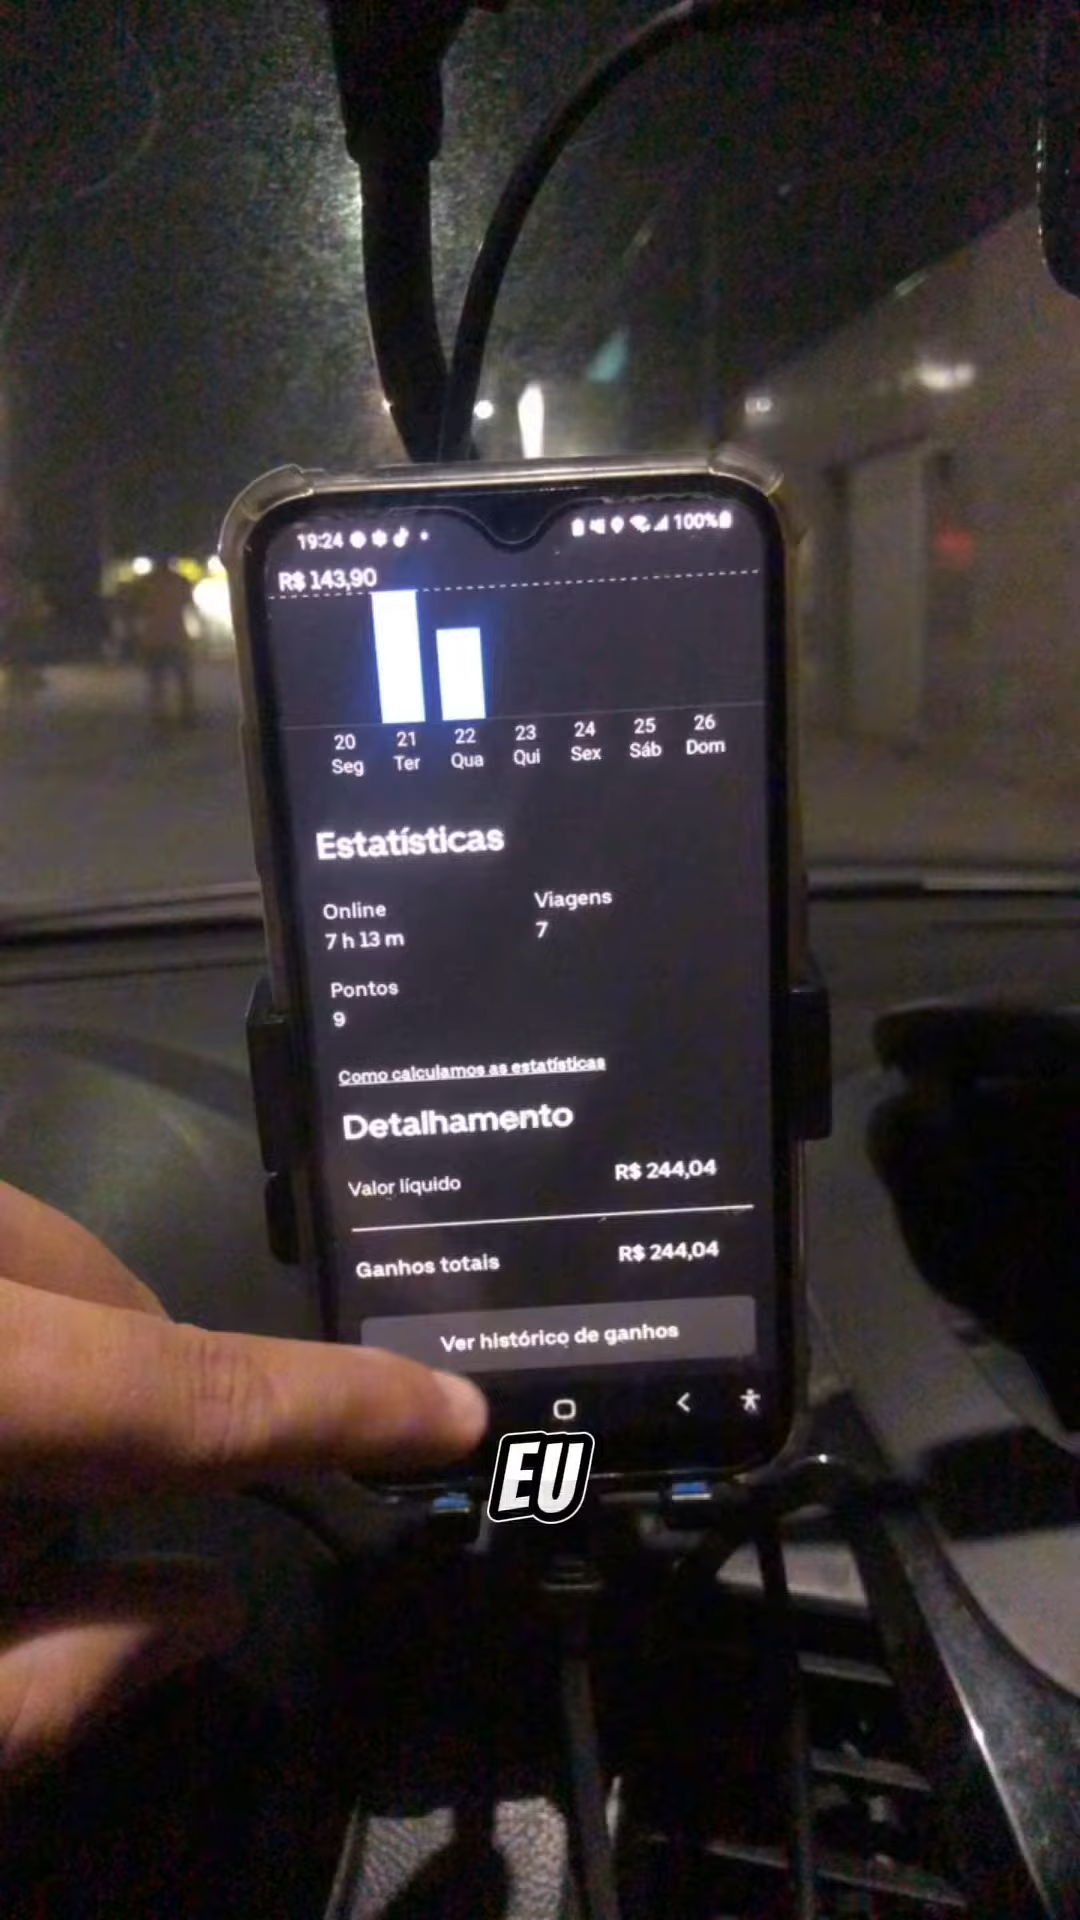 19:24
100%
R$ 143,90
20 21 22 23 24 25 26
Seg Ter Qua Qui Sex Sáb Dom
Estatísticas
Online Viagens
7 h 13 m 7
Pontos
9
Como calculamos as estatísticas
Detalhamento
Valor líquido R$ 244,04
Ganhos totais R$ 244,04
Ver histórico de ganhos
EU